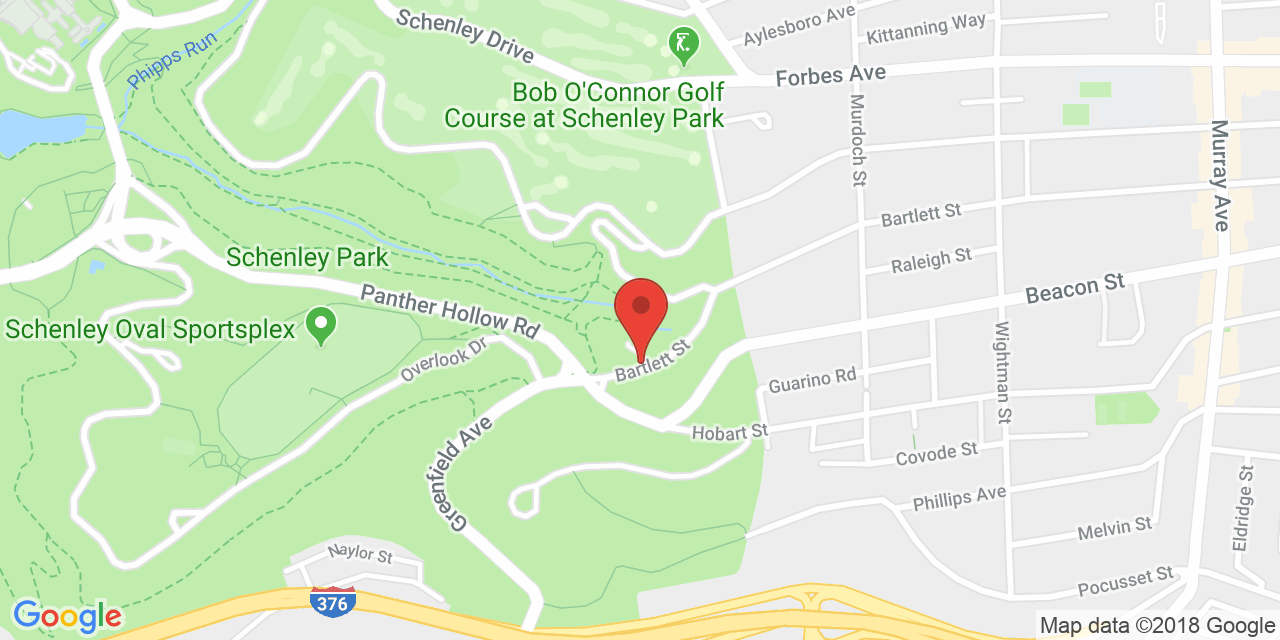 Schenley Drive
Aylesboro Ave
Kittanning Way
Phipps Run
Forbes Ave
Bob O'Connor Golf
Course at Schenley Park
Murdoch St
Murray Ave
Bartlett St
Raleigh St
Schenley Park
Beacon St
Panther Hollow Rd
Schenley Oval Sportsplex
Overlook Dr
Bartlett St
Guarino Rd
Wightman St
Greenfield Ave
Hobart St
Covode St
Phillips Ave
Eldridge St
Melvin St
Naylor St
Pocusset St
376
Google
Map data ©2018 Google